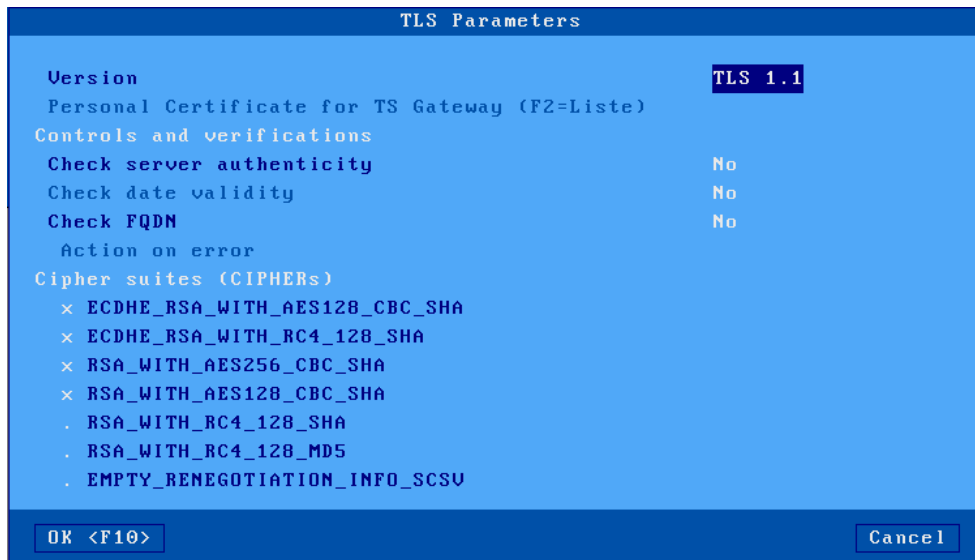 TLS Parameters
Version TLS 1.1
Personal Certificate for TS Gateway (F2=Liste)
Controls and verifications
Check server authenticity No
Check date validity No
Check FQDN No
Action on error
Cipher suites (CIPHERs)
x ECDHE_RSA_WITH_AES128_CBC_SHA
x ECDHE_RSA_WITH_RC4_128_SHA
x RSA_WITH_AES256_CBC_SHA
x RSA_WITH_AES128_CBC_SHA
. RSA_WITH_RC4_128_SHA
. RSA_WITH_RC4_128_MD5
. EMPTY_RENEGOTIATION_INFO_SCSV
OK <F10> Cancel